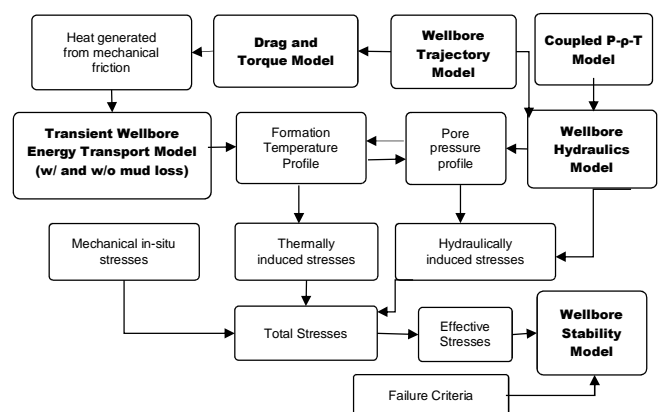 Heat generated
from mechanical
friction
Drag and
Torque Model
Wellbore
Trajectory
Model
Coupled P-ρ-T
Model
Transient Wellbore
Energy Transport Model
(w/ and w/o mud loss)
Formation
Temperature
Profile
Pore
pressure
profile
Wellbore
Hydraulics
Model
Mechanical in-situ
stresses
Thermally
induced stresses
Hydraulically
induced stresses
Total Stresses
Effective
Stresses
Wellbore
Stability
Model
Failure Criteria